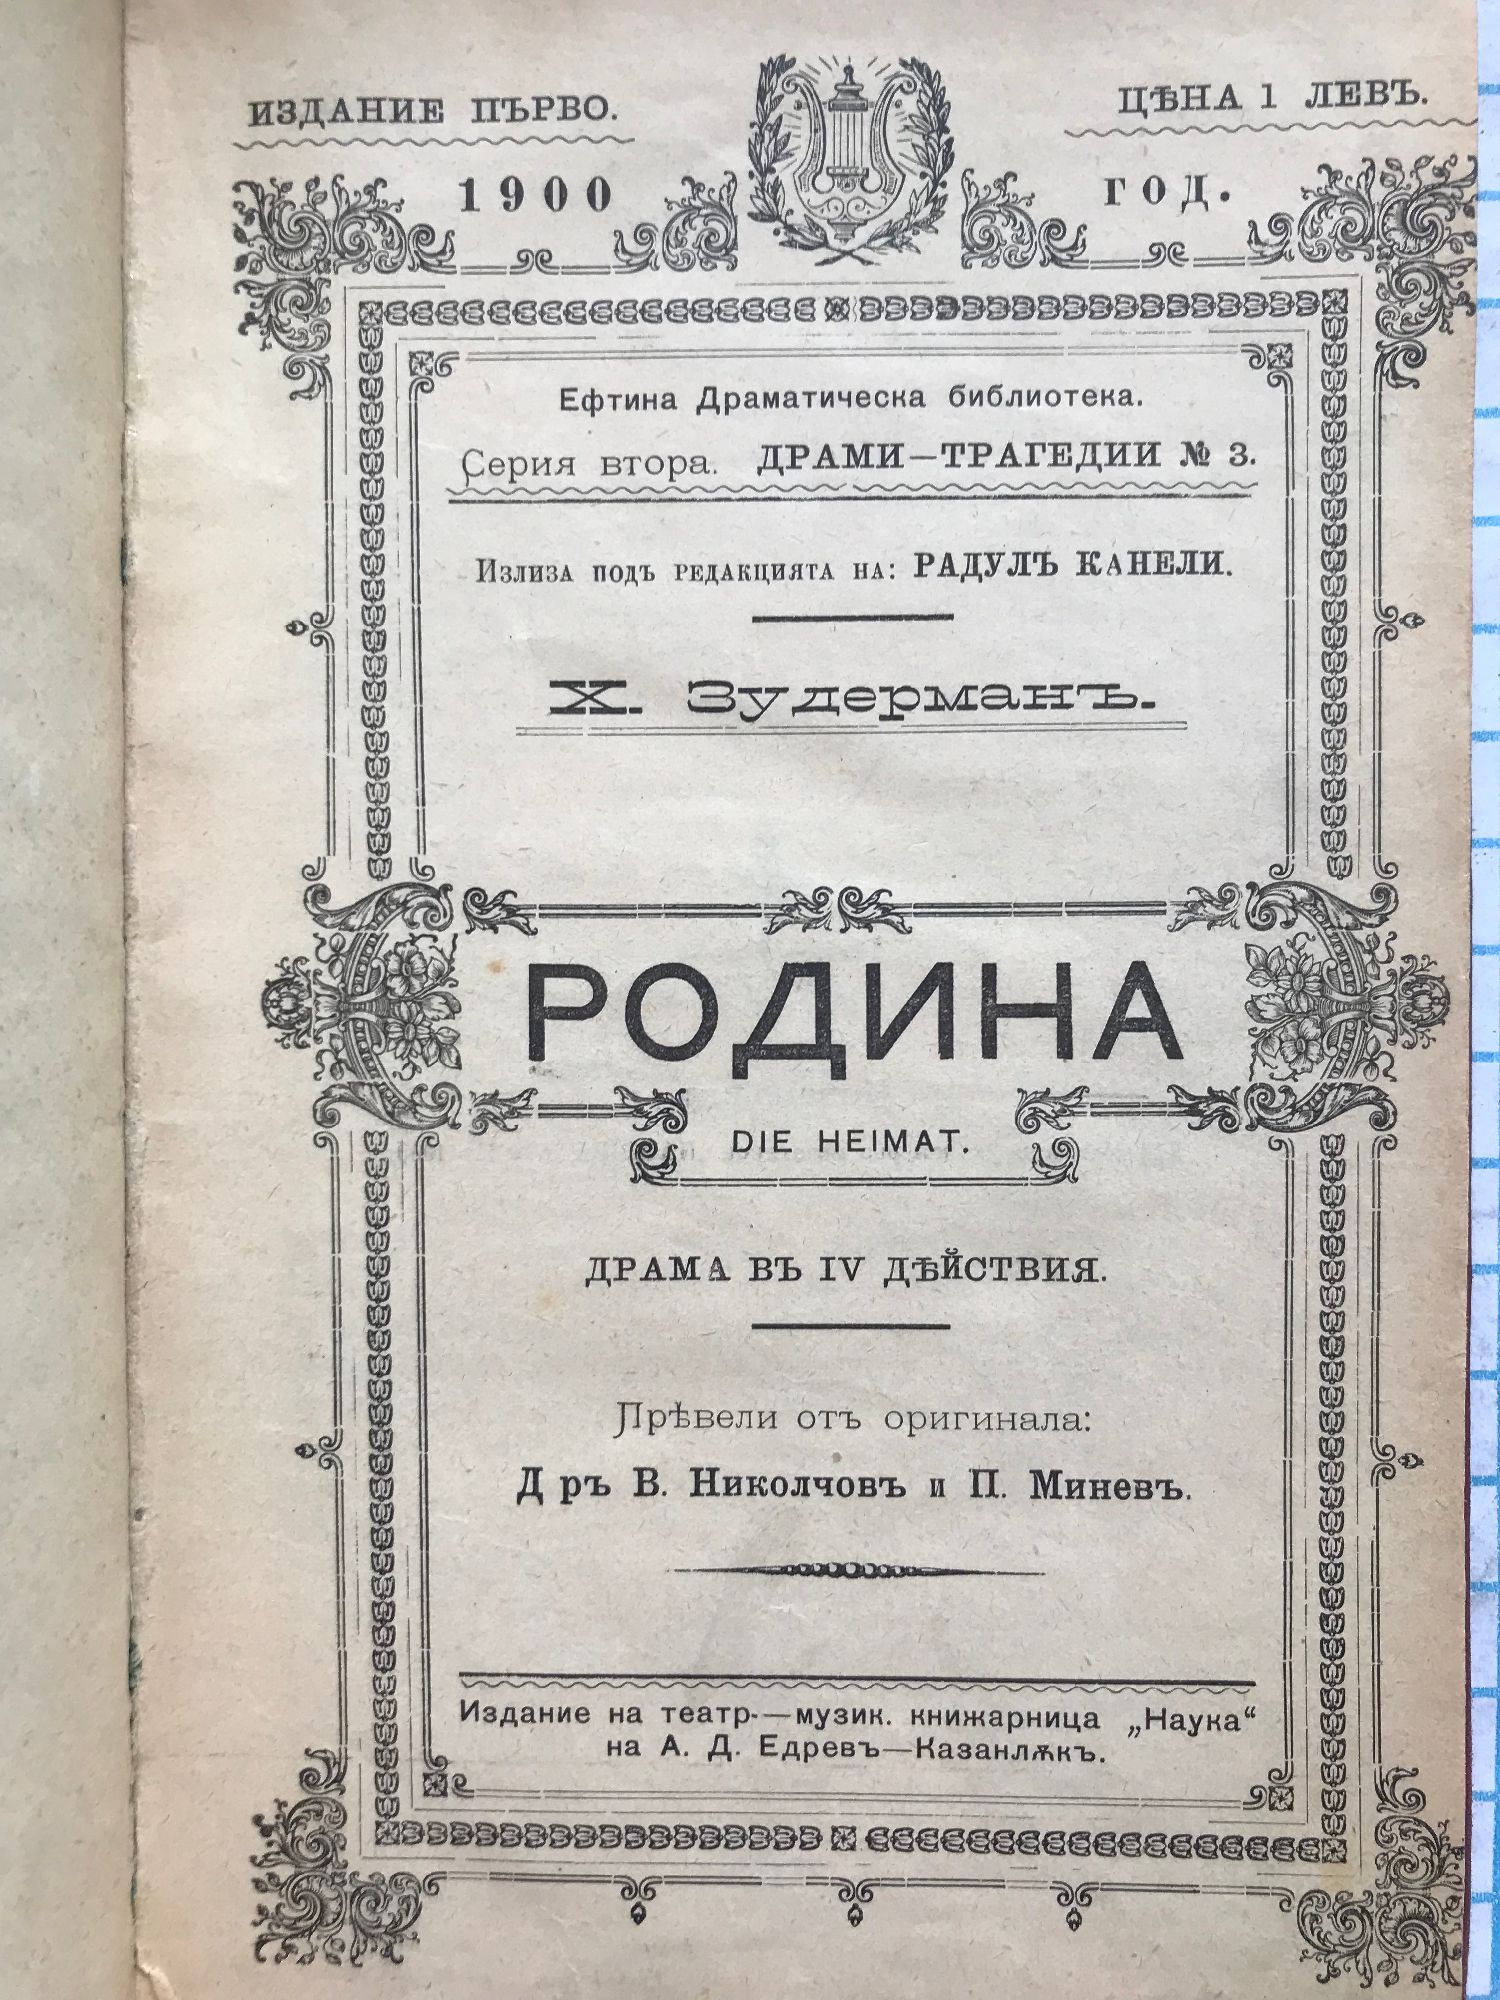 ИЗДАНИЕ ПЪРВО.
ЦѢНА 1 ЛЕВЪ.
1900 год.
Ефтина Драматическа библиотека.
Серия втора. ДРАМИ—ТРАГЕДИИ № 3.
Излиза подъ редакцията на: РАДУЛЪ КАНЕЛИ.
Х. Зудерманъ.
РОДИНА
DIE HEIMAT.
ДРАМА ВЪ IV ДѢЙСТВИЯ.
Прѣвели отъ оригинала:
Д ръ В. Николчовъ и П. Миневъ.
Издание на театр-—музик. книжарница „Наука“
на А. Д. Едревъ—Казанлѫкъ.